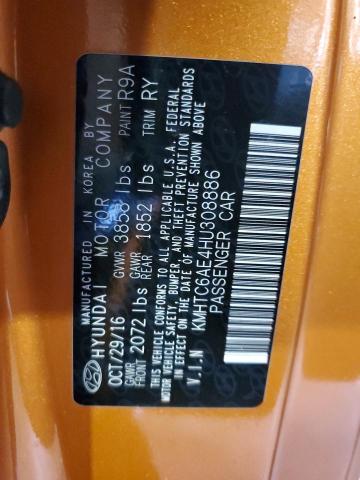 MANUFACTURED IN KOREA BY
HYUNDAI MOTOR COMPANY
OCT/29/16 GVWR 3858 lbs PAINT R9A
GAWR FRONT 2072 lbs GAWR REAR 1852 lbs TRIM RY
THIS VEHICLE CONFORMS TO ALL APPLICABLE U.S.A. FEDERAL
MOTOR VEHICLE SAFETY, BUMPER, AND THEFT PREVENTION STANDARDS
IN EFFECT ON THE DATE OF MANUFACTURE SHOWN ABOVE
V.I.N KMHTC6AE4HU308886
PASSENGER CAR